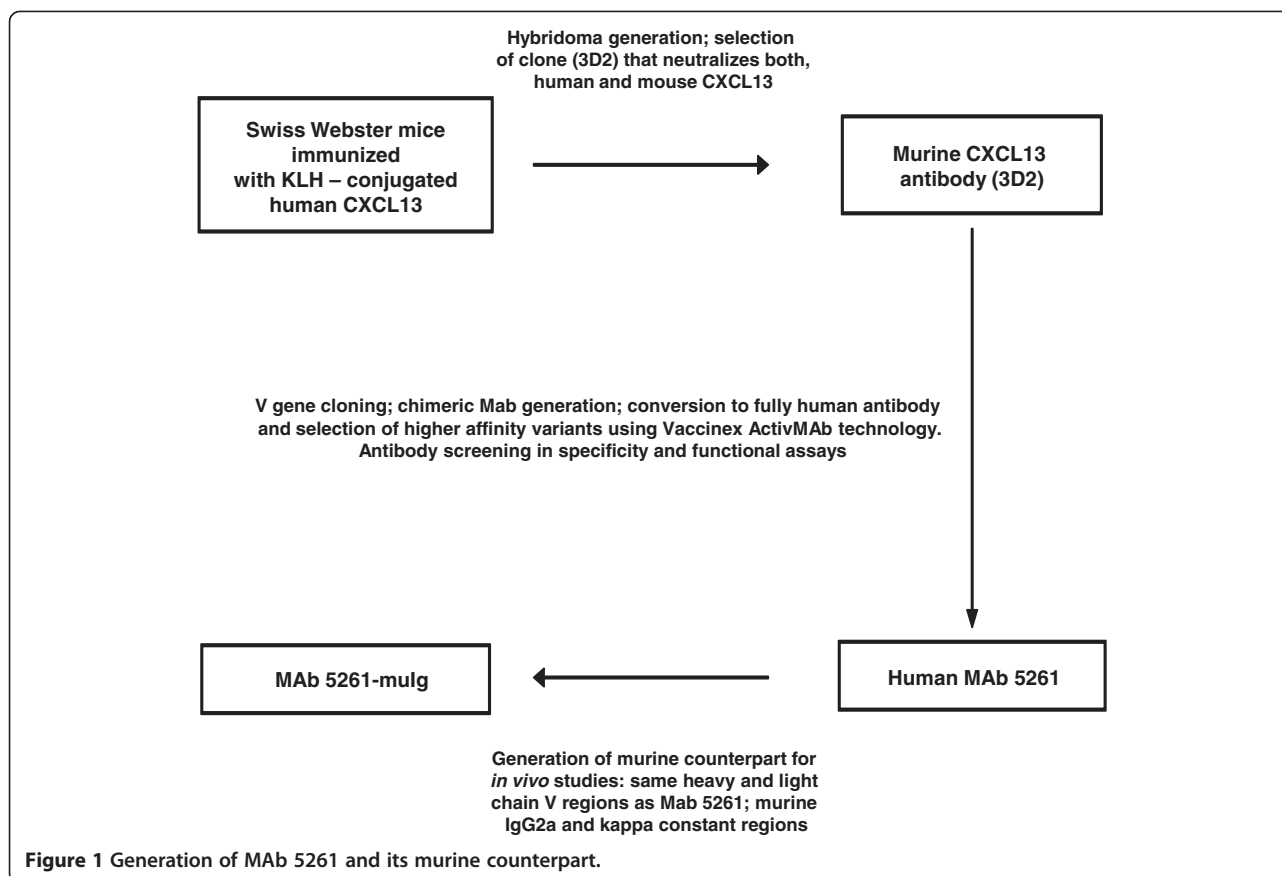 Hybridoma generation; selection
of clone (3D2) that neutralizes both,
human and mouse CXCL13
Swiss Webster mice
immunized
with KLH – conjugated
human CXCL13
Murine CXCL13
antibody (3D2)
V gene cloning; chimeric Mab generation; conversion to fully human antibody
and selection of higher affinity variants using Vaccinex ActivMAb technology.
Antibody screening in specificity and functional assays
MAb 5261-muIg
Human MAb 5261
Generation of murine counterpart for
in vivo studies: same heavy and light
chain V regions as Mab 5261; murine
IgG2a and kappa constant regions
Figure 1 Generation of MAb 5261 and its murine counterpart.